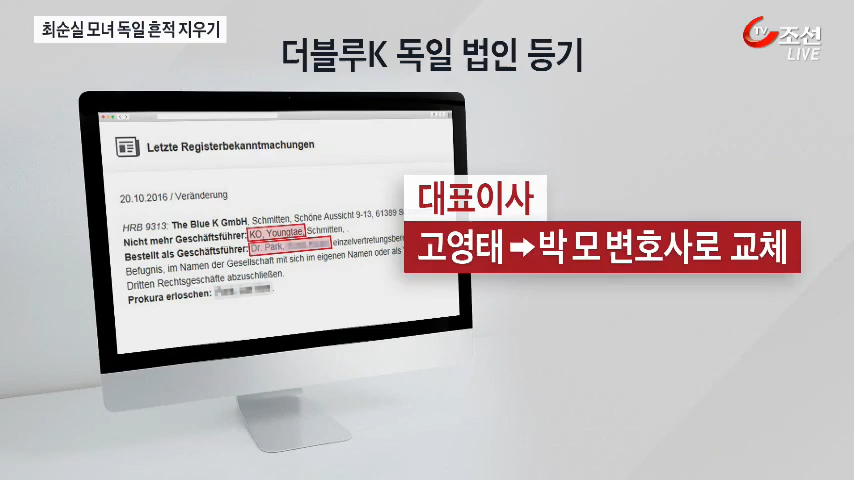 최순실 모녀 독일 흔적 지우기
TV조선
LIVE
더블루K 독일 법인 등기
Letzte Registerbekanntmachungen
20.10.2016 / Veränderung
HRB 9313: The Blue K GmbH, Schmitten, Schöne Aussicht 9-13, 61389
Nicht mehr Geschäftsführer: KO, Youngtae, Schmitten, .
Bestellt als Geschäftsführer: Dr. Park,
Befugnis, im Namen der Gesellschaft mit sich im eigenen Namen oder als
Dritten Rechtsgeschäfte abzuschließen.
Prokura erloschen:
대표이사
고영태➡박 모 변호사로 교체